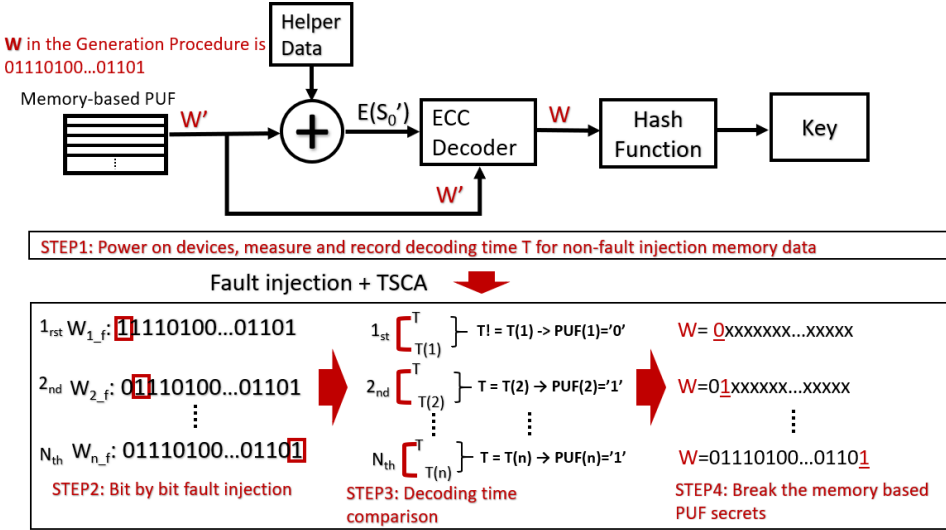 W in the Generation Procedure is
01110100...01101
Memory-based PUF
W'
Helper
Data
+
E(S0')
ECC
Decoder
W'
W
Hash
Function
Key
STEP1: Power on devices, measure and record decoding time T for non-fault injection memory data
Fault injection + TSCA
1rst W1_f: 11110100...01101
2nd W2_f: 01110100...01101
Nth Wn_f: 01110100...01101
STEP2: Bit by bit fault injection
1st T T(1) T! = T(1) -> PUF(1)='0'
2nd T T(2) T = T(2) → PUF(2)='1'
Nth T T(n) T = T(n) → PUF(n)='1'
STEP3: Decoding time
comparison
W= 0xxxxxxx...xxxxx
W=01xxxxxx...xxxxx
W=01110100...01101
STEP4: Break the memory based
PUF secrets